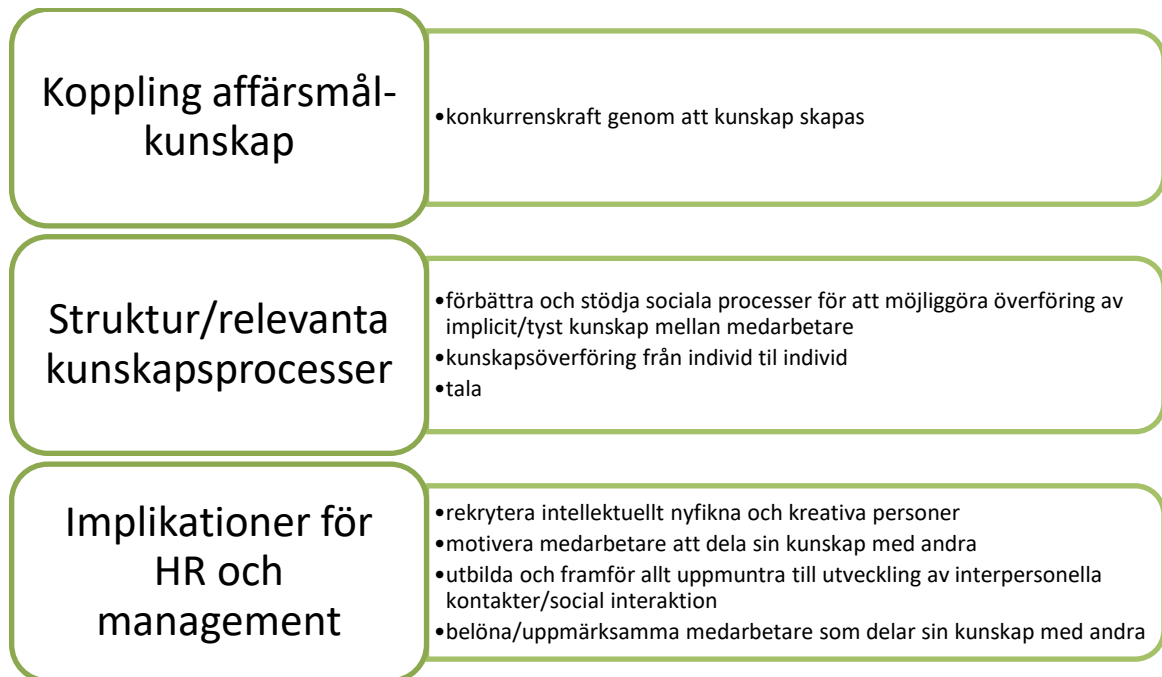 Koppling affärsmål-
kunskap
•konkurrenskraft genom att kunskap skapas
Struktur/relevanta
kunskapsprocesser
•förbättra och stödja sociala processer för att möjliggöra överföring av
implicit/tyst kunskap mellan medarbetare
•kunskapsöverföring från individ til individ
•tala
Implikationer för
HR och
management
•rekrytera intellektuellt nyfikna och kreativa personer
•motivera medarbetare att dela sin kunskap med andra
•utbilda och framför allt uppmuntra till utveckling av interpersonella
kontakter/social interaktion
•belöna/uppmärksamma medarbetare som delar sin kunskap med andra